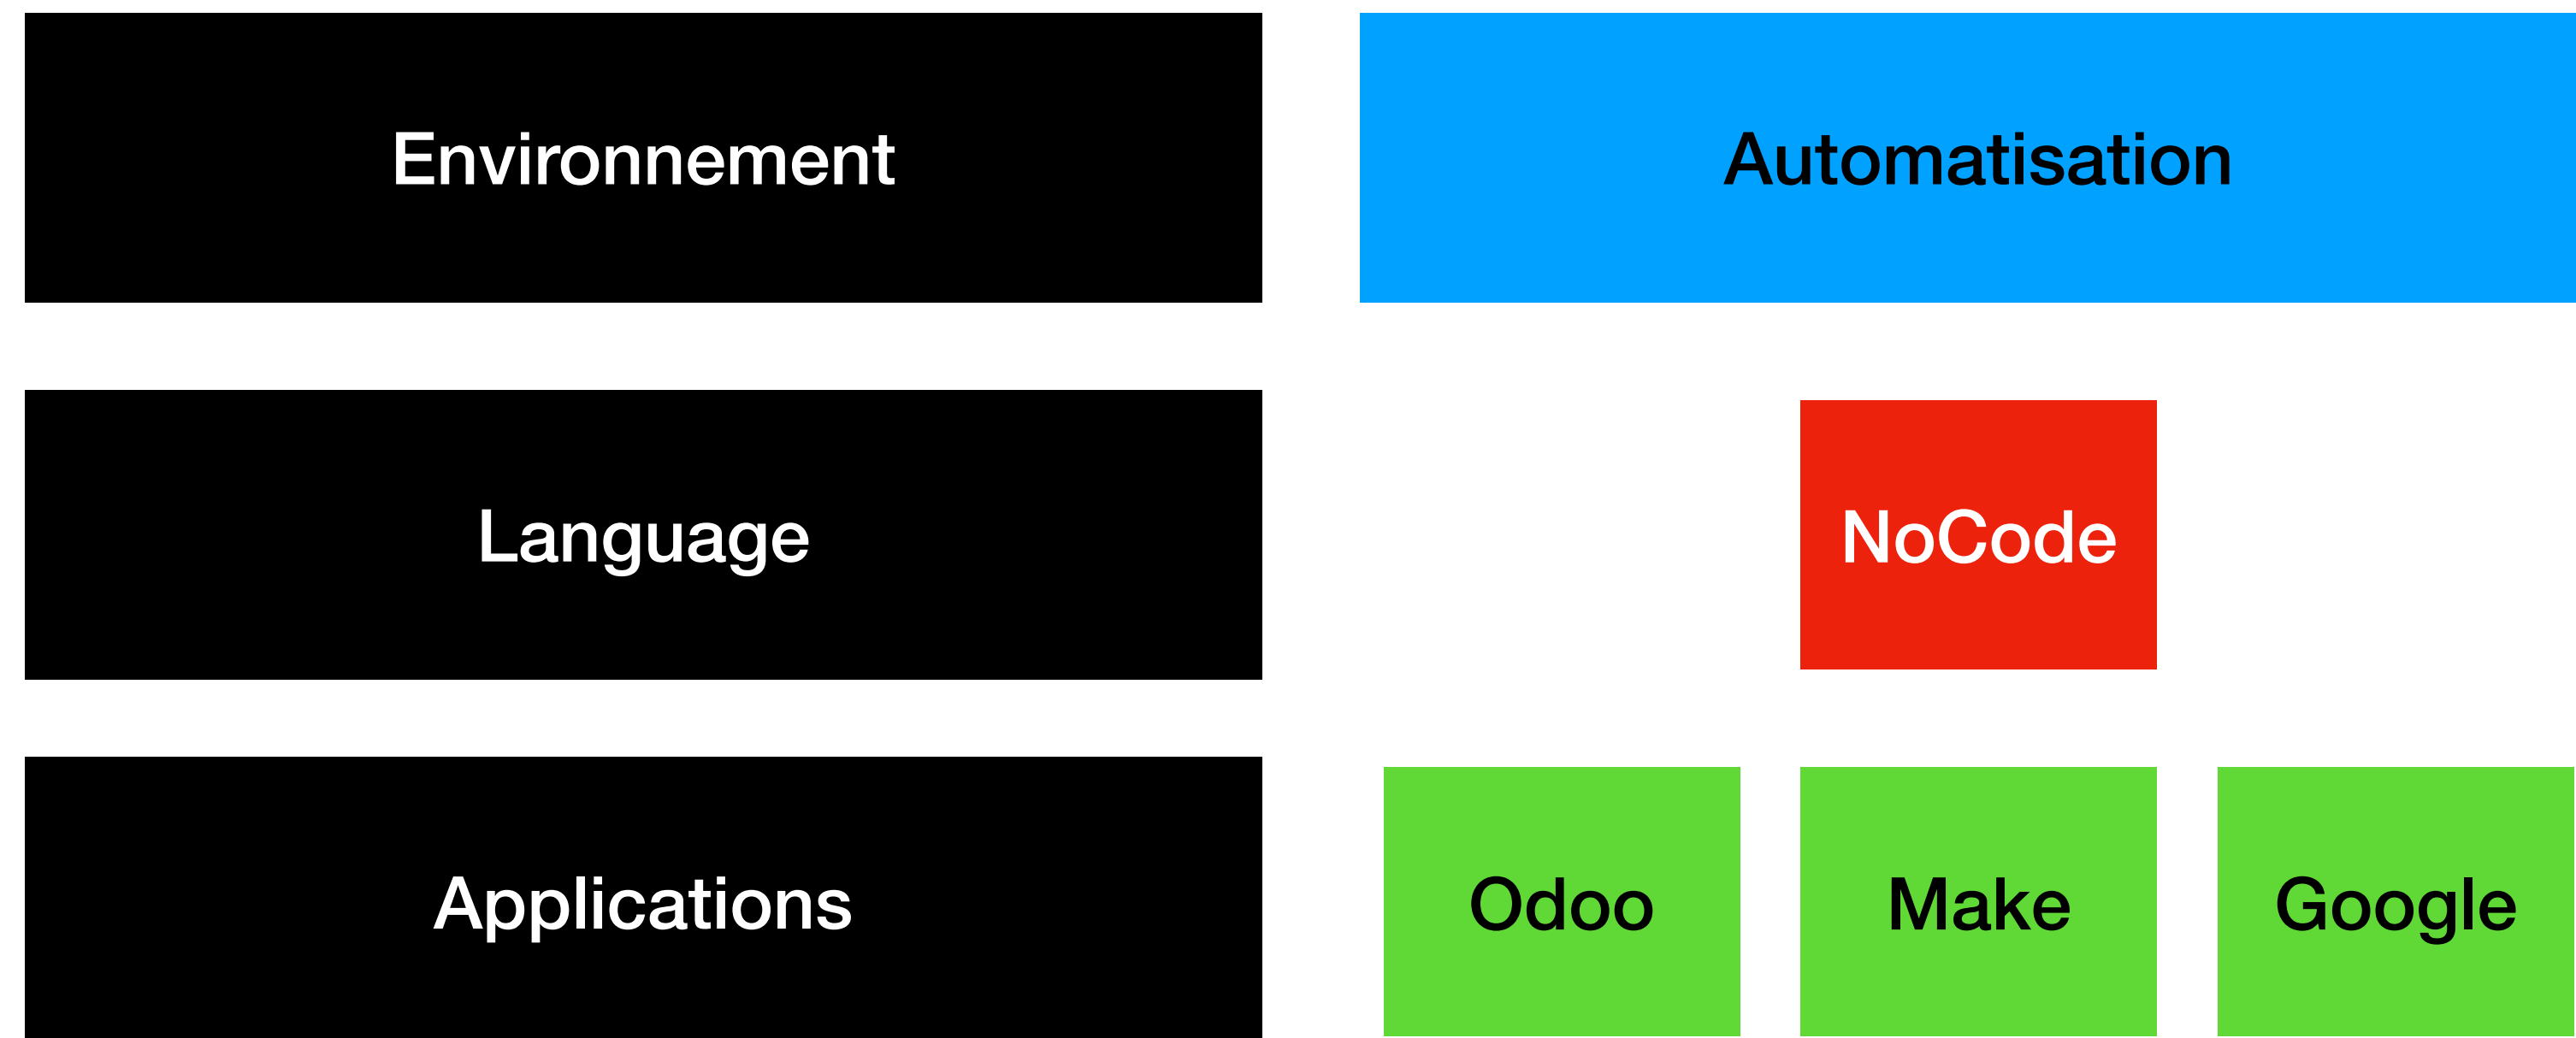 Environnement
Automatisation
Language
NoCode
Applications
Odoo
Make
Google